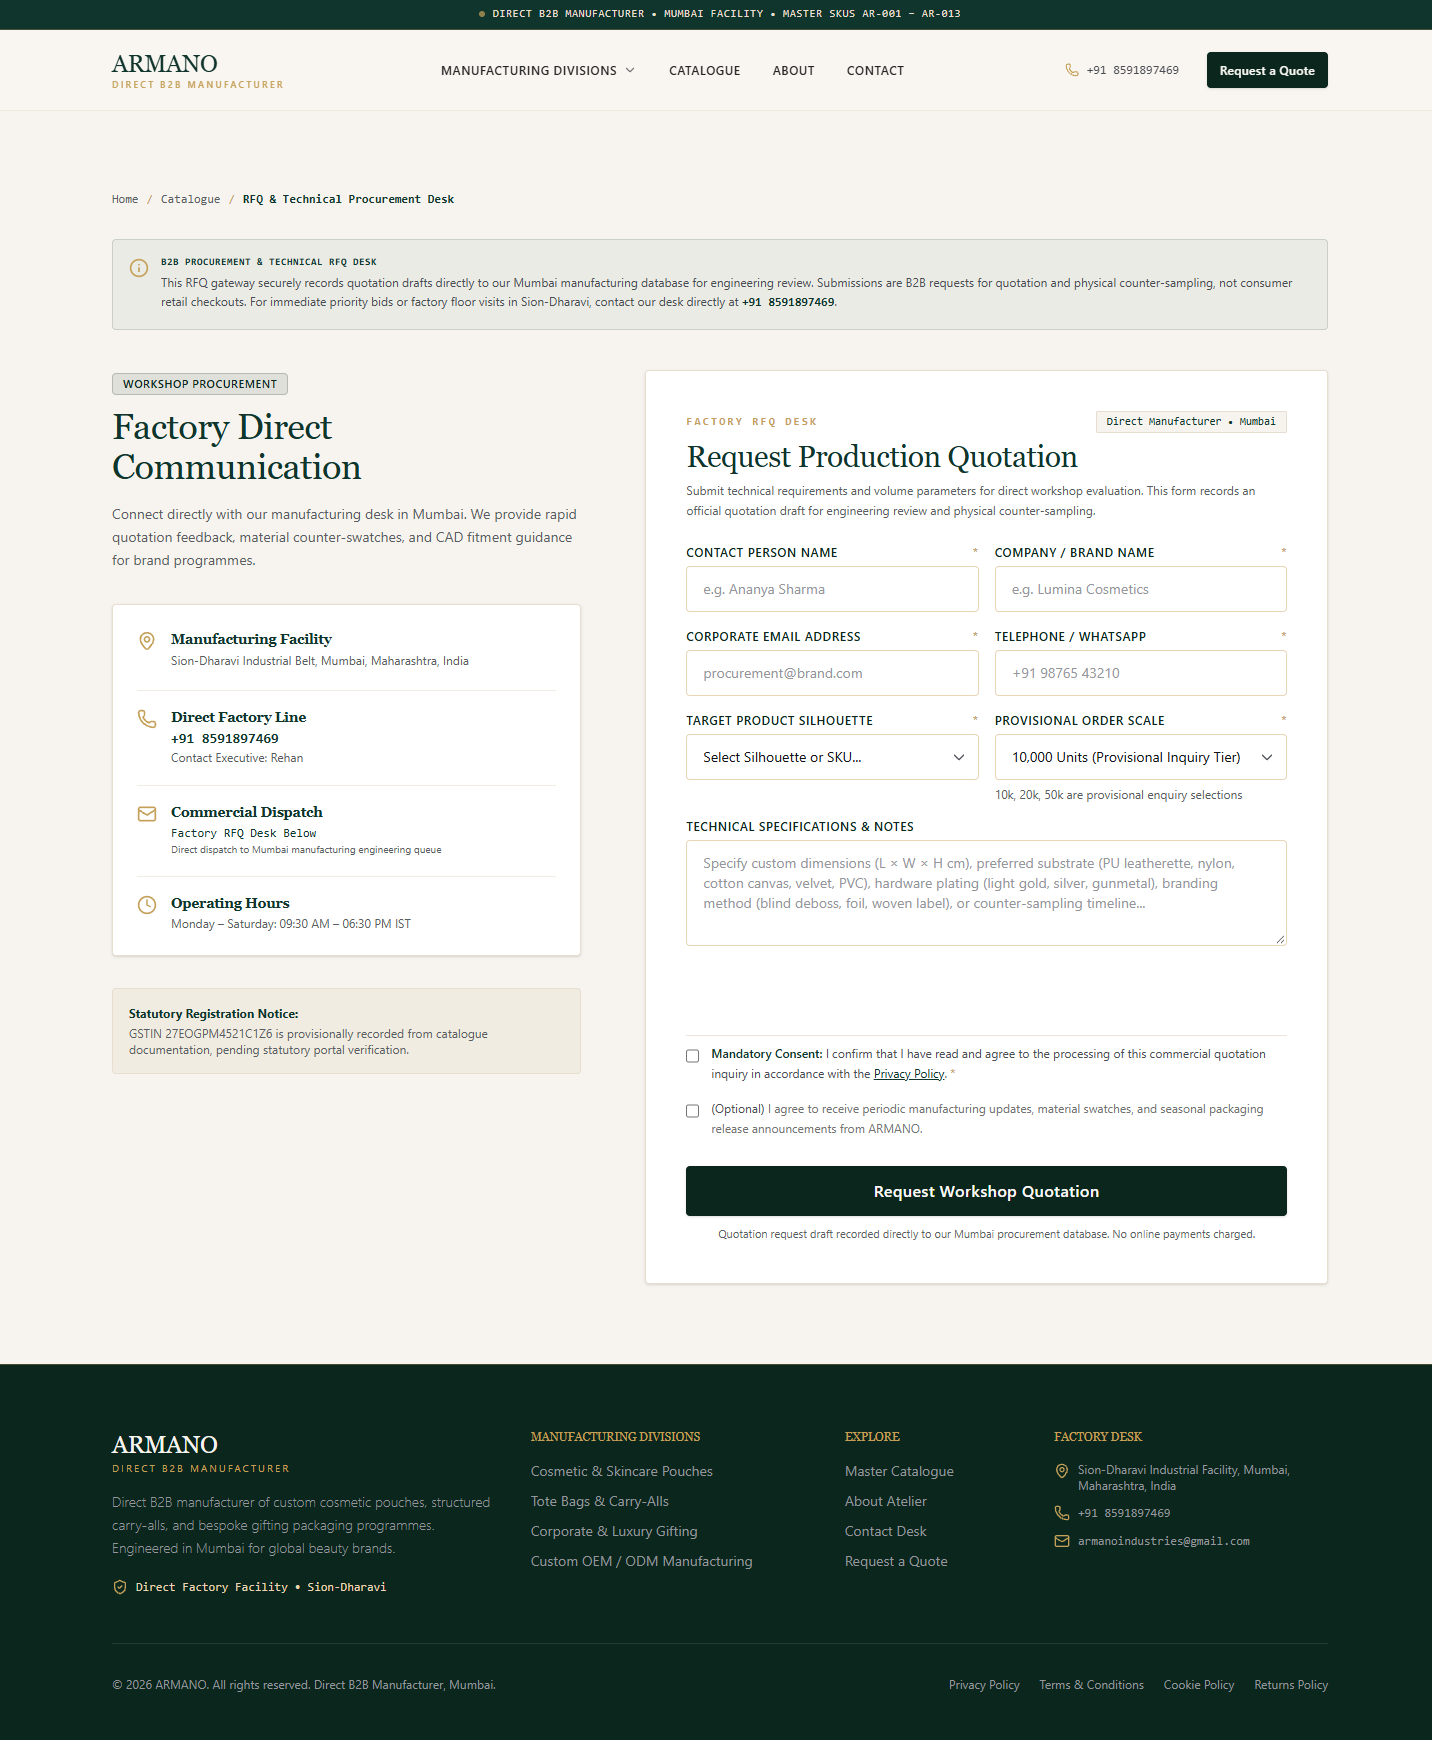 DIRECT B2B MANUFACTURER • MUMBAI FACILITY • MASTER SKUS AR-001 – AR-013
ARMANO
DIRECT B2B MANUFACTURER
MANUFACTURING DIVISIONS
CATALOGUE
ABOUT
CONTACT
+91 8591897469
Request a Quote
Home / Catalogue / RFQ & Technical Procurement Desk
B2B PROCUREMENT & TECHNICAL RFQ DESK
This RFQ gateway securely records quotation drafts directly to our Mumbai manufacturing database for engineering review. Submissions are B2B requests for quotation and physical counter-sampling, not consumer
retail checkouts. For immediate priority bids or factory floor visits in Sion-Dharavi, contact our desk directly at +91 8591897469.
WORKSHOP PROCUREMENT
Factory Direct
Communication
Connect directly with our manufacturing desk in Mumbai. We provide rapid
quotation feedback, material counter-swatches, and CAD fitment guidance
for brand programmes.
Manufacturing Facility
Sion-Dharavi Industrial Belt, Mumbai, Maharashtra, India
Direct Factory Line
+91 8591897469
Contact Executive: Rehan
Commercial Dispatch
Factory RFQ Desk Below
Direct dispatch to Mumbai manufacturing engineering queue
Operating Hours
Monday – Saturday: 09:30 AM – 06:30 PM IST
Statutory Registration Notice:
GSTIN 27EOGPM4521C1Z6 is provisionally recorded from catalogue
documentation, pending statutory portal verification.
FACTORY RFQ DESK
Direct Manufacturer • Mumbai
Request Production Quotation
Submit technical requirements and volume parameters for direct workshop evaluation. This form records an
official quotation draft for engineering review and physical counter-sampling.
CONTACT PERSON NAME *
COMPANY / BRAND NAME *
e.g. Ananya Sharma
e.g. Lumina Cosmetics
CORPORATE EMAIL ADDRESS *
TELEPHONE / WHATSAPP *
procurement@brand.com
+91 98765 43210
TARGET PRODUCT SILHOUETTE *
PROVISIONAL ORDER SCALE *
Select Silhouette or SKU...
10,000 Units (Provisional Inquiry Tier)
10k, 20k, 50k are provisional enquiry selections
TECHNICAL SPECIFICATIONS & NOTES
Specify custom dimensions (L × W × H cm), preferred substrate (PU leatherette, nylon,
cotton canvas, velvet, PVC), hardware plating (light gold, silver, gunmetal), branding
method (blind deboss, foil, woven label), or counter-sampling timeline...
Mandatory Consent: I confirm that I have read and agree to the processing of this commercial quotation
inquiry in accordance with the Privacy Policy. *
(Optional) I agree to receive periodic manufacturing updates, material swatches, and seasonal packaging
release announcements from ARMANO.
Request Workshop Quotation
Quotation request draft recorded directly to our Mumbai procurement database. No online payments charged.
ARMANO
DIRECT B2B MANUFACTURER
Direct B2B manufacturer of custom cosmetic pouches, structured
carry-alls, and bespoke gifting packaging programmes.
Engineered in Mumbai for global beauty brands.
Direct Factory Facility • Sion-Dharavi
MANUFACTURING DIVISIONS
Cosmetic & Skincare Pouches
Tote Bags & Carry-Alls
Corporate & Luxury Gifting
Custom OEM / ODM Manufacturing
EXPLORE
Master Catalogue
About Atelier
Contact Desk
Request a Quote
FACTORY DESK
Sion-Dharavi Industrial Facility, Mumbai,
Maharashtra, India
+91 8591897469
armanoindustries@gmail.com
© 2026 ARMANO. All rights reserved. Direct B2B Manufacturer, Mumbai.
Privacy Policy
Terms & Conditions
Cookie Policy
Returns Policy